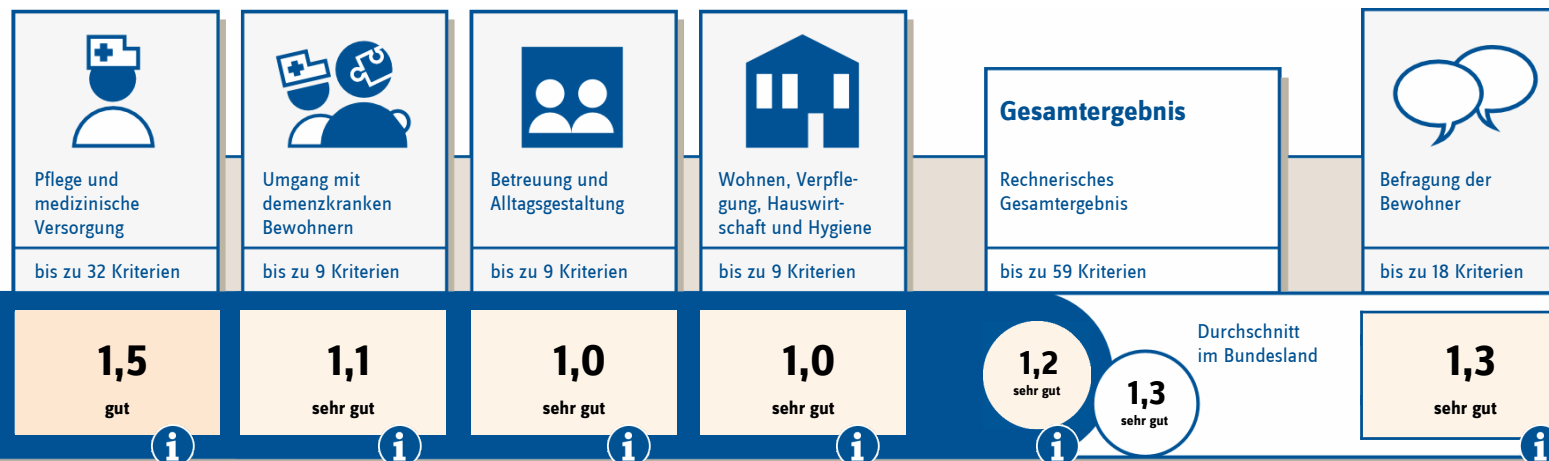 Pflege und
medizinische
Versorgung
bis zu 32 Kriterien
1,5
gut
Umgang mit
demenzkranken
Bewohnern
bis zu 9 Kriterien
1,1
sehr gut
Betreuung und
Alltagsgestaltung
bis zu 9 Kriterien
1,0
sehr gut
Wohnen, Verpfle-
gung, Hauswirt-
schaft und Hygiene
bis zu 9 Kriterien
1,0
sehr gut
Gesamtergebnis
Rechnerisches
Gesamtergebnis
bis zu 59 Kriterien
1,2
sehr gut
1,3
sehr gut
Durchschnitt
im Bundesland
Befragung der
Bewohner
bis zu 18 Kriterien
1,3
sehr gut
i
i
i
i
i
i